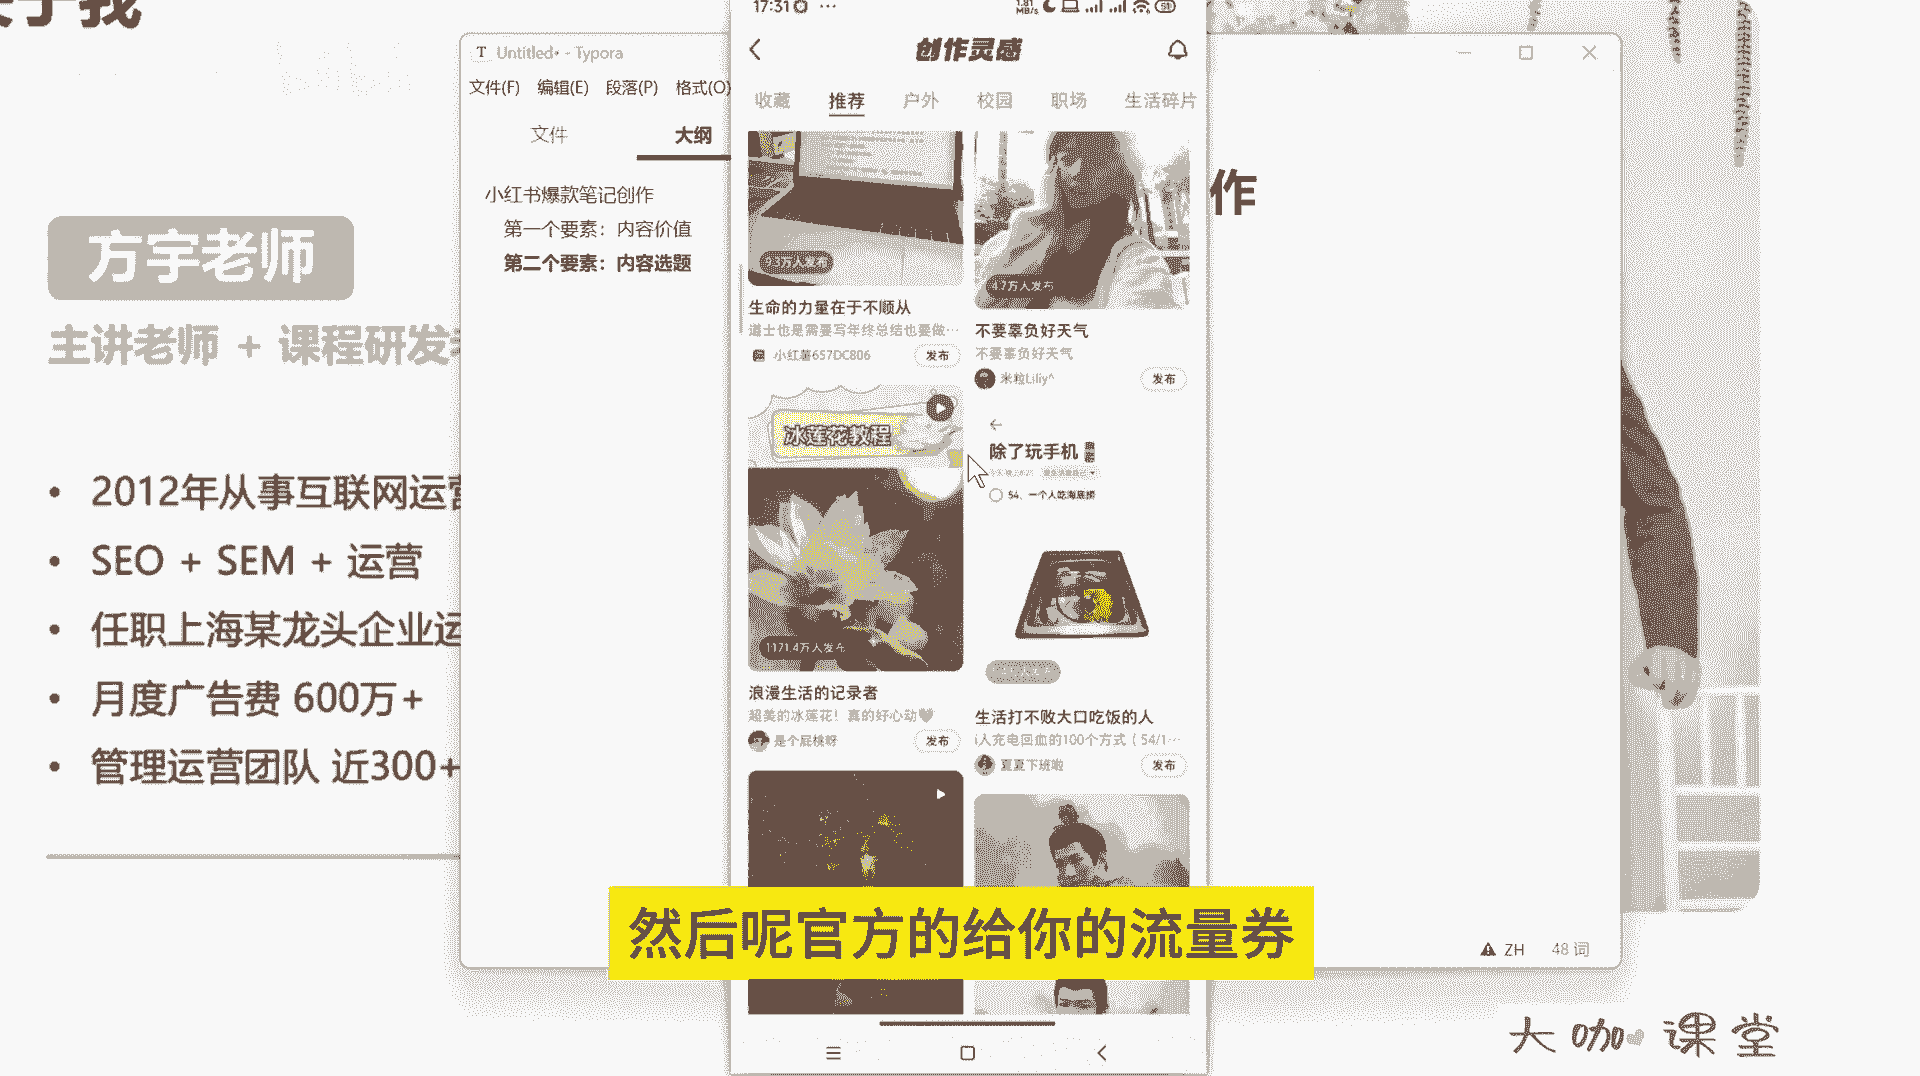 关于我
方宇老师
主讲老师 + 课程研发
2012年从事互联网运营
SEO + SEM + 运营
任职上海某龙头企业运
月度广告费 600万+
管理运营团队 近300+
Untitled• - Typora
文件(F) 编辑(E) 段落(P) 格式(O)
文件 大纲
小红书爆款笔记创作
第一个要素：内容价值
第二个要素：内容选题
作
17:31
创作灵感
收藏 推荐 户外 校园 职场 生活碎片
9.3万人发布
生命的力量在于不顺从
道士也是需要写年终总结也要做…
小红薯657DC806 发布
4.7万人发布
不要辜负好天气
不要辜负好天气
米粒Liliy^ 发布
冰莲花教程
1171.4万人发布
浪漫生活的记录者
超美的冰莲花！真的好心动
是个屁桃呀 发布
除了玩手机
54、一个人吃海底捞
生活打不败大口吃饭的人
i人充电回血的100个方式（54/1…
夏夏下班啦 发布
然后呢官方的给你的流量券
ZH 48 词
大咖课堂